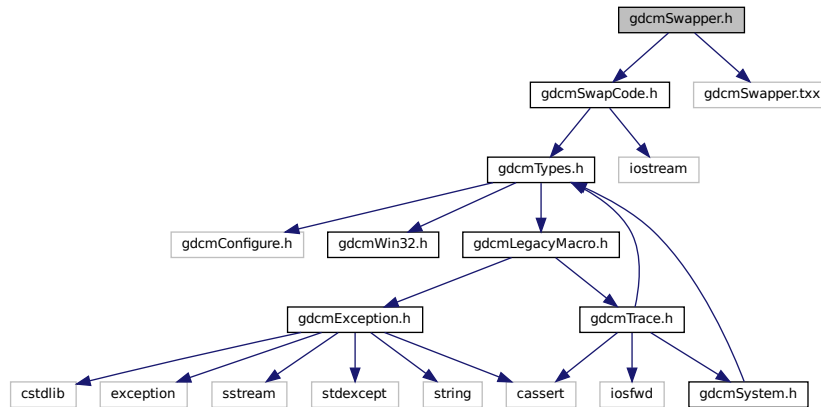 gdcmSwapper.h
gdcmSwapCode.h
gdcmSwapper.txx
gdcmTypes.h
iostream
gdcmConfigure.h
gdcmWin32.h
gdcmLegacyMacro.h
gdcmException.h
gdcmTrace.h
cstdlib
exception
sstream
stdexcept
string
cassert
iosfwd
gdcmSystem.h